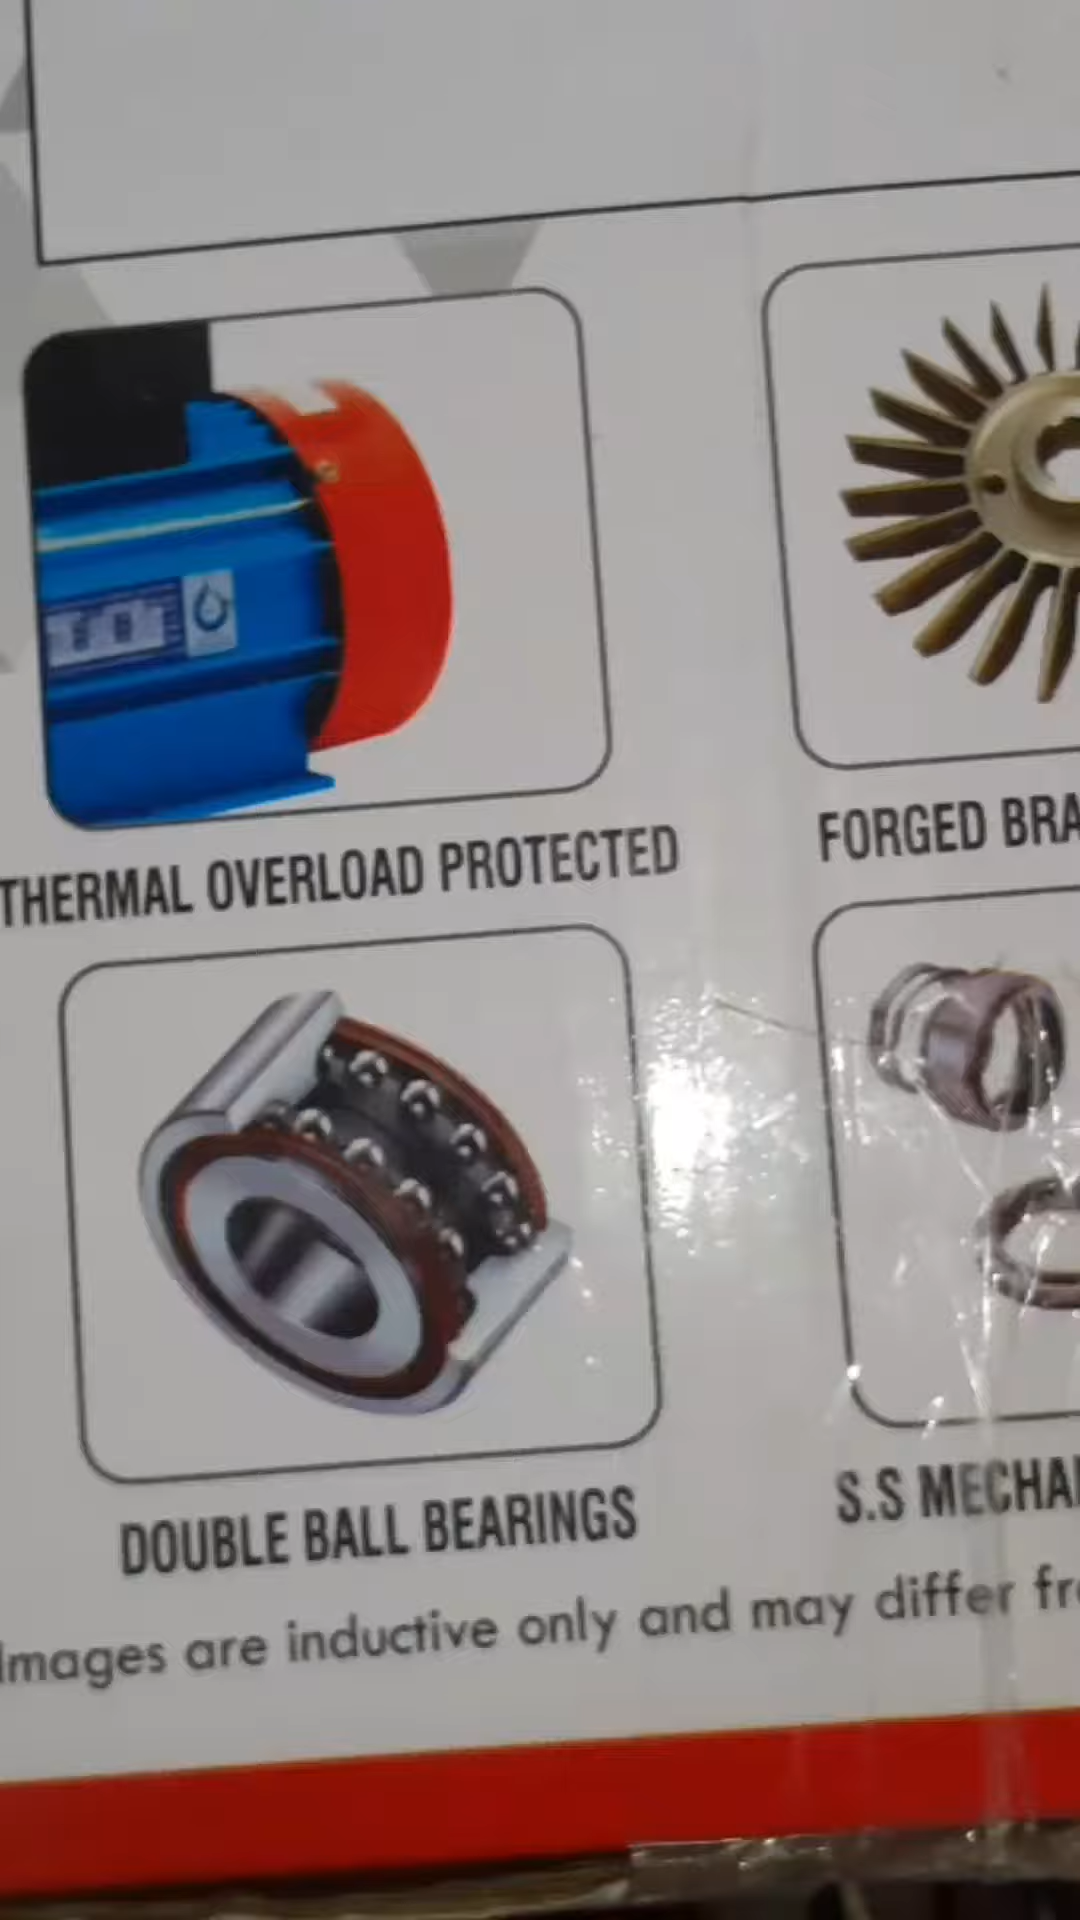 THERMAL OVERLOAD PROTECTED
FORGED BRA
DOUBLE BALL BEARINGS
S.S MECHA
Images are inductive only and may differ fr